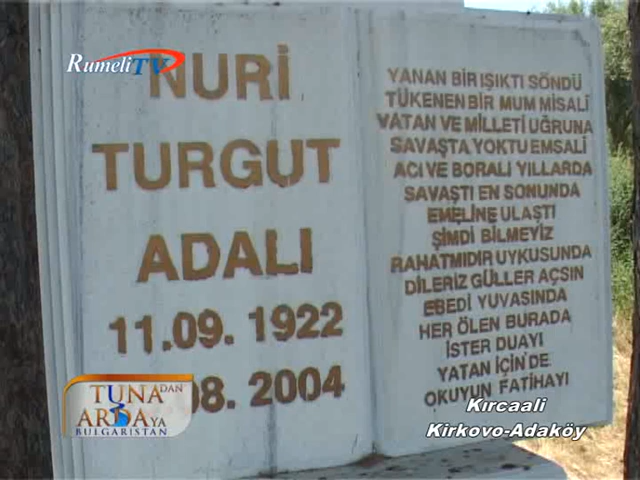 Rumeli TV
NURİ
TURGUT
ADALI
11.09. 1922
08. 2004
YANAN BİR IŞIKTI SÖNDÜ
TÜKENEN BİR MUM MİSALİ
VATAN VE MİLLETİ UĞRUNA
SAVAŞTA YOKTU EMSALİ
ACI VE BORALI YILLARDA
SAVAŞTI EN SONUNDA
EMELİNE ULAŞTI
ŞİMDİ BİLMEYİZ
RAHATMIDIR UYKUSUNDA
DİLERİZ GÜLLER AÇSIN
EBEDİ YUVASINDA
HER ÖLEN BURADA
İSTER DUAYI
YATAN İÇİN'DE
OKUYUN FATİHAYI
TUNA'DAN
ARDA'YA
BULGARİSTAN
Kırcaali
Kirkovo-Adaköy